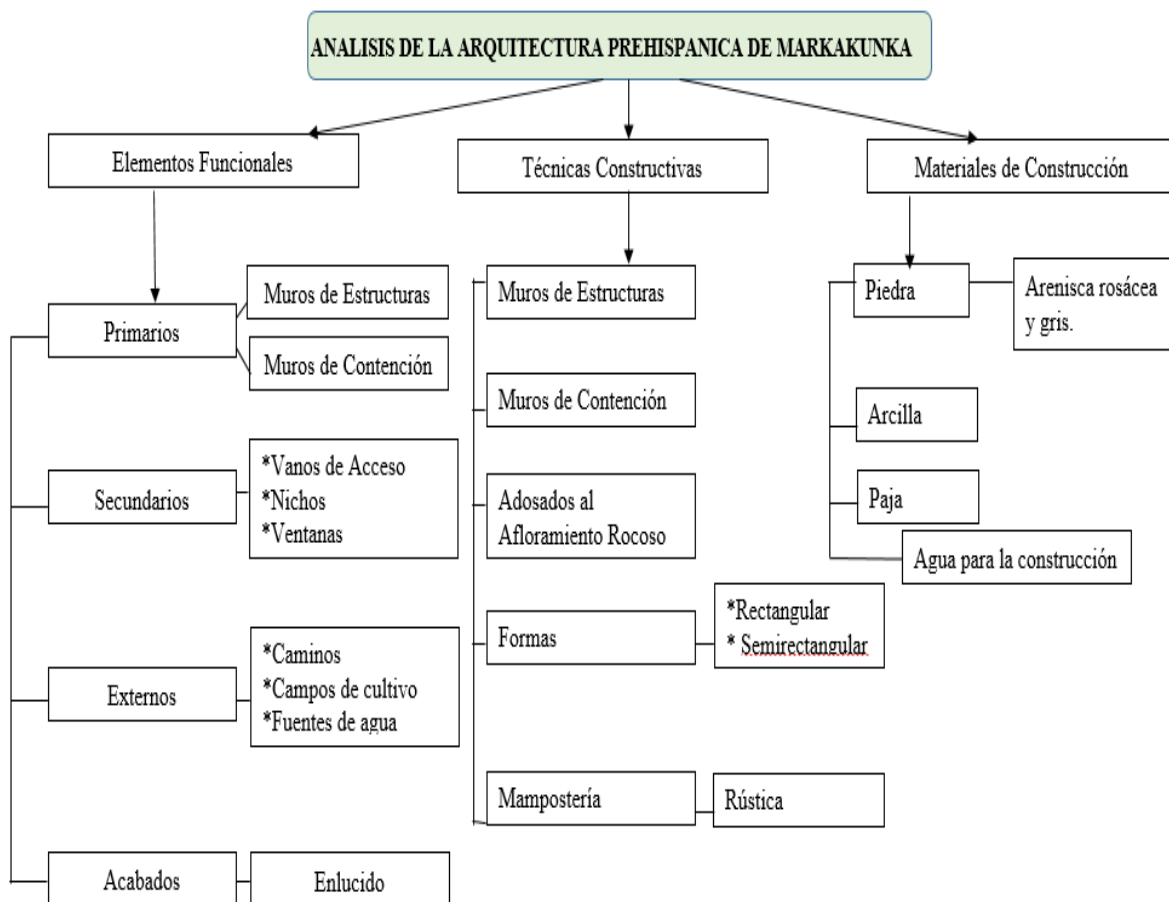 ANALISIS DE LA ARQUITECTURA PREHISPANICA DE MARKAKUNKA
Elementos Funcionales
Primarios
Muros de Estructuras
Muros de Contención
Secundarios
*Vanos de Acceso
*Nichos
*Ventanas
Externos
*Caminos
*Campos de cultivo
*Fuentes de agua
Acabados
Enlucido
Técnicas Constructivas
Muros de Estructuras
Muros de Contención
Adosados al
Afloramiento Rocoso
Formas
*Rectangular
* Semirectangular
Mampostería
Rústica
Materiales de Construcción
Piedra
Arenisca rosácea
y gris.
Arcilla
Paja
Agua para la construcción